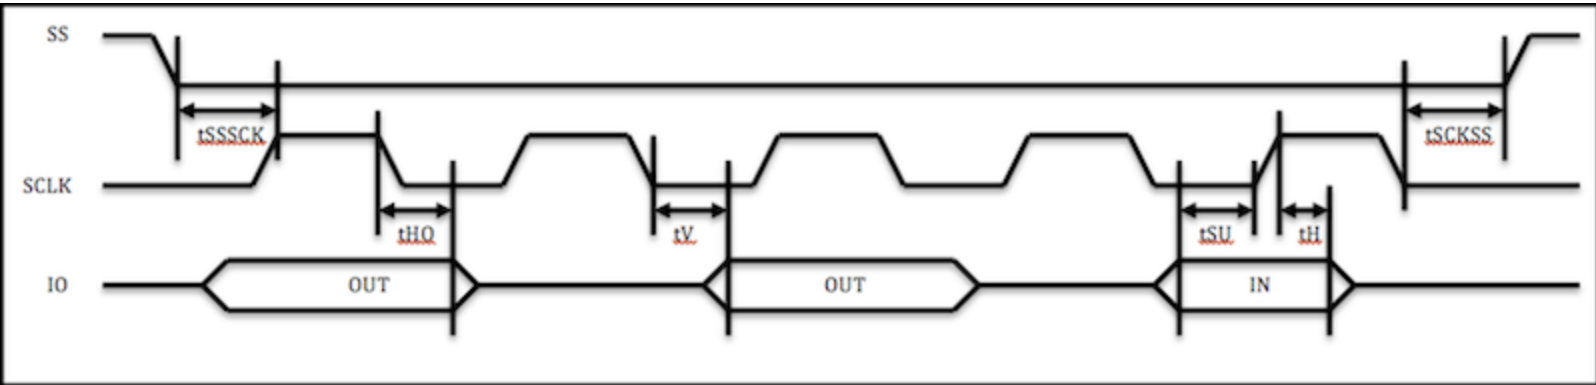 SS
tSSSCK
tSCKSS
SCLK
tHO
tV
tSU
tH
IO
OUT
OUT
IN